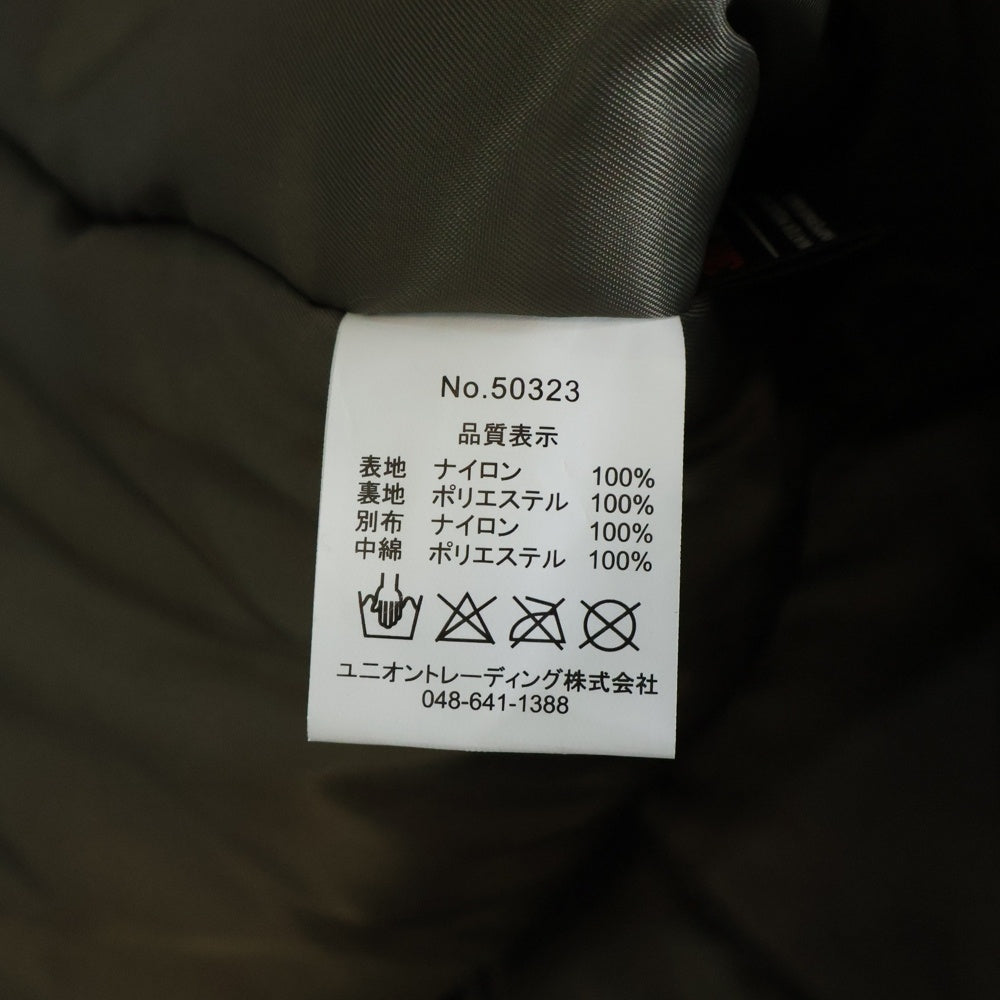 No.50323
品質表示
表地 ナイロン 100%
裏地 ポリエステル 100%
別布 ナイロン 100%
中綿 ポリエステル 100%
ユニオントレーディング株式会社
048-641-1388